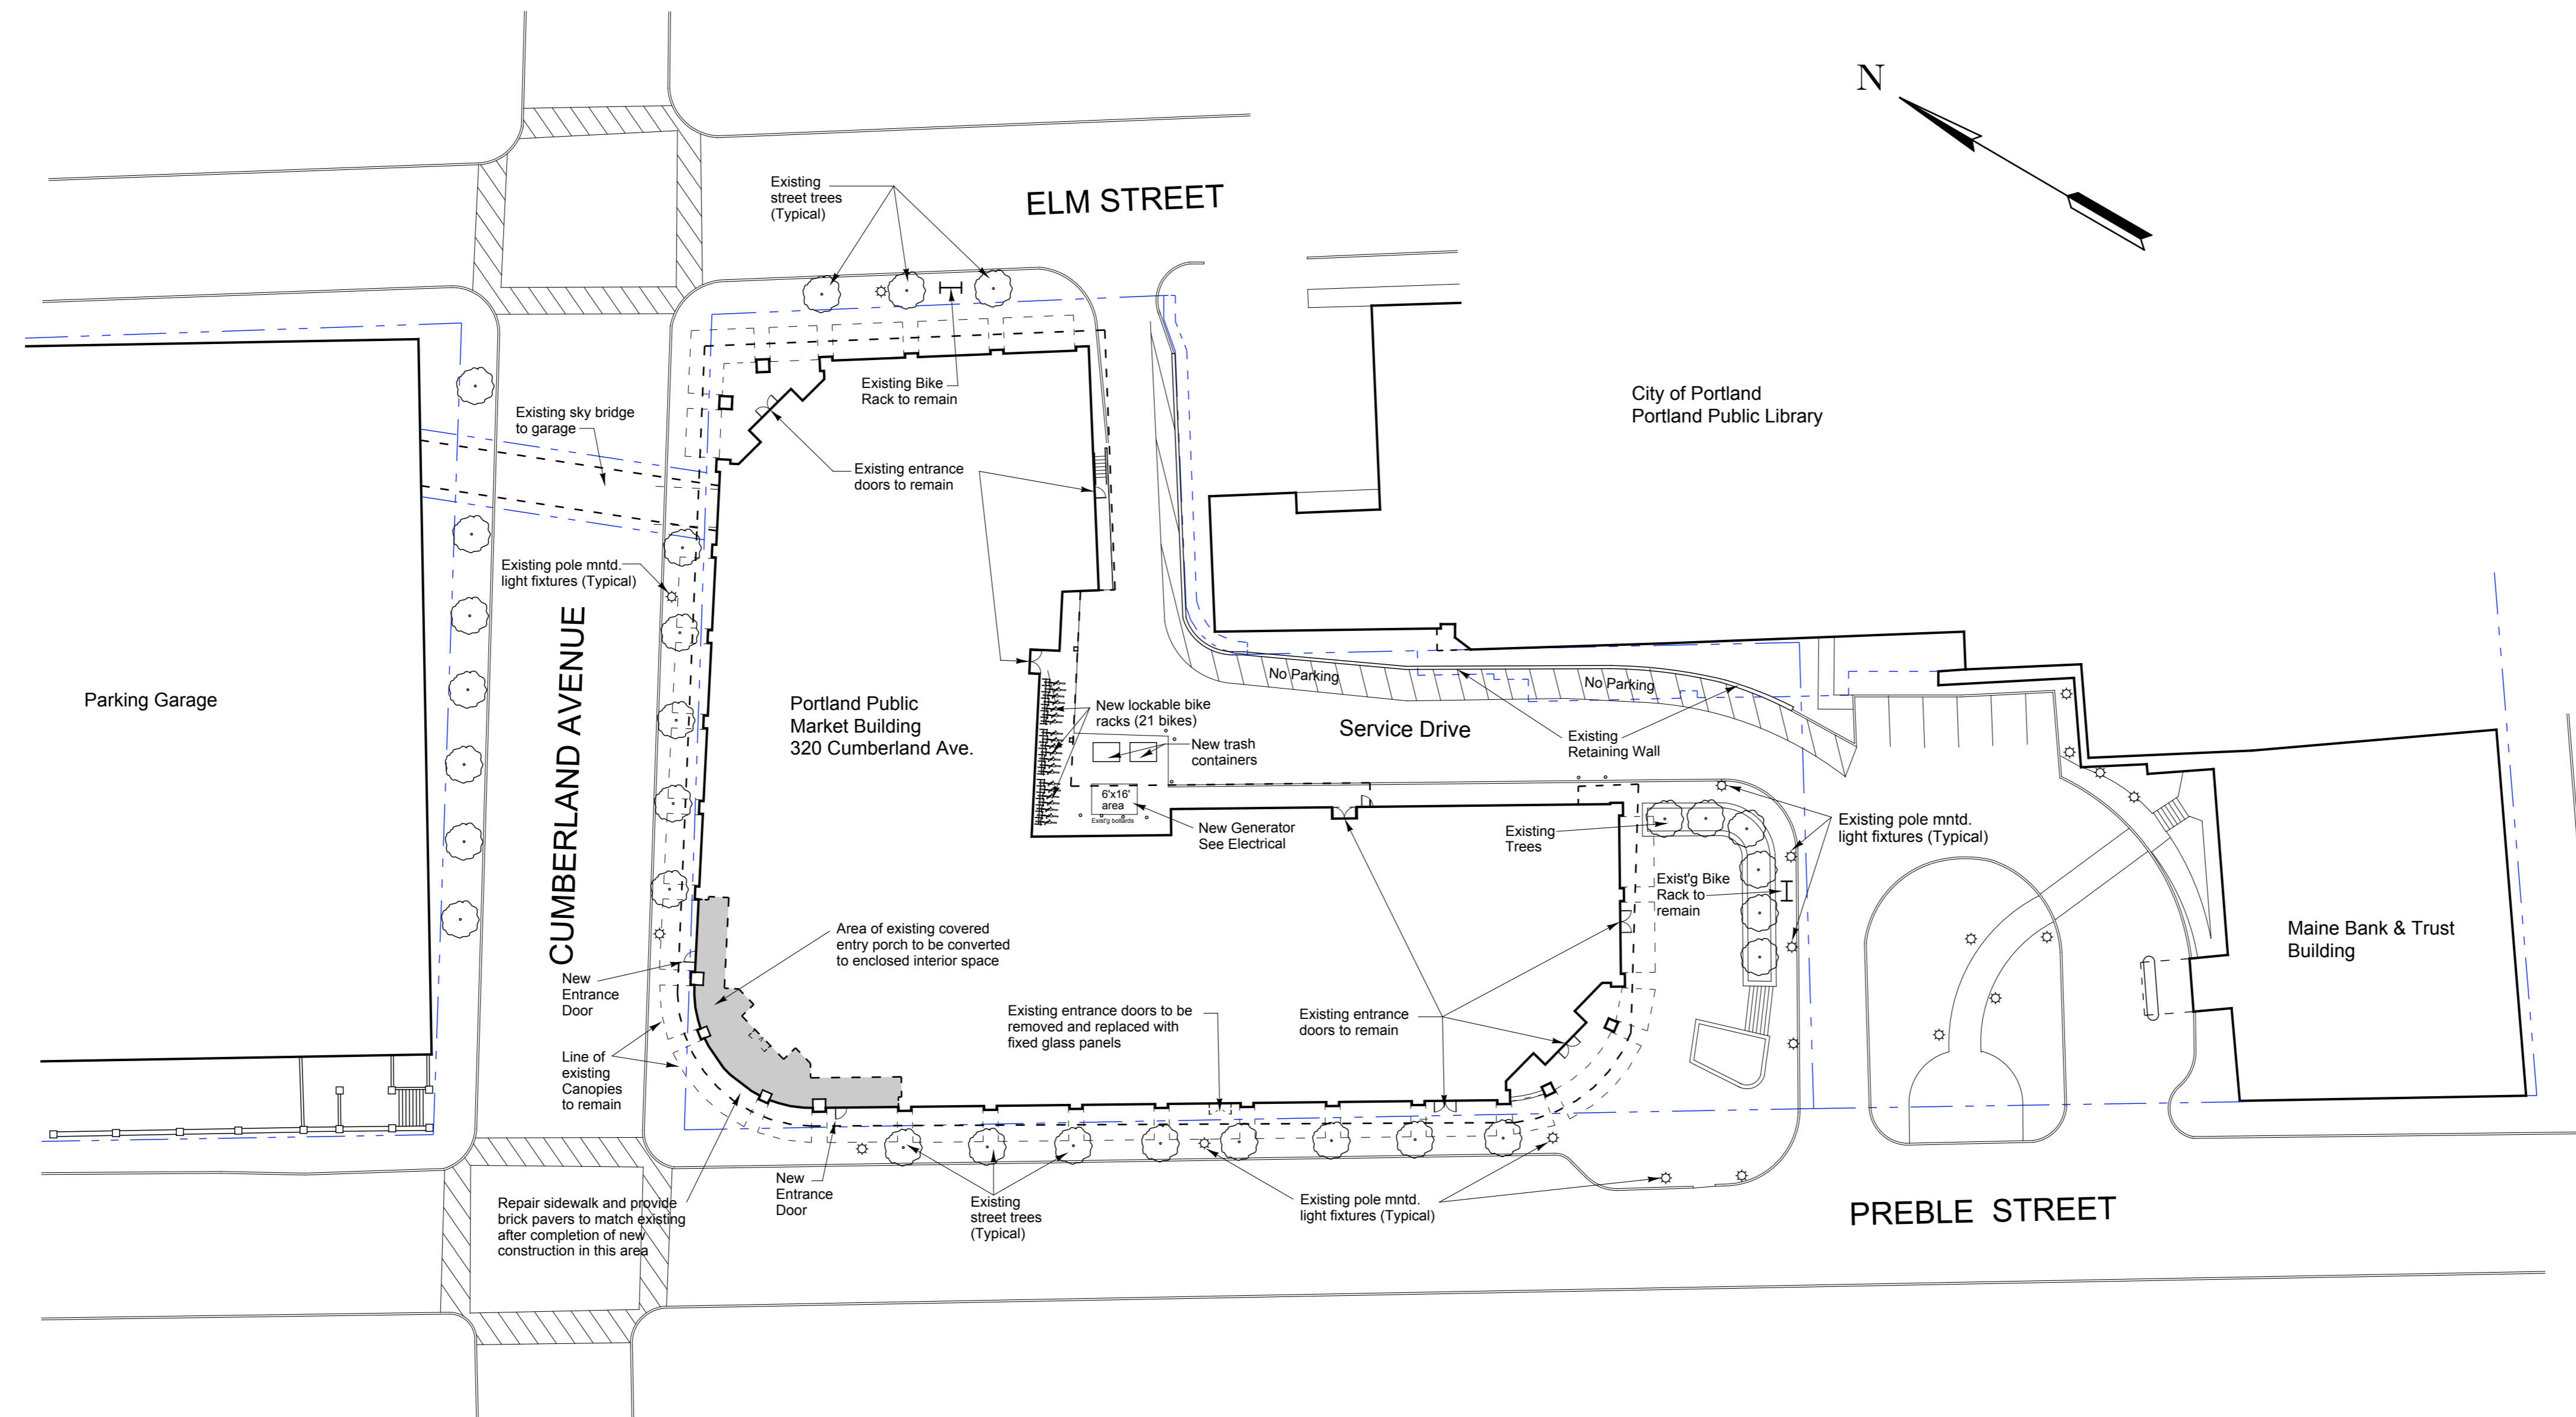 N
ELM STREET
Existing
street trees
(Typical)
Existing Bike
Rack to remain
City of Portland
Portland Public Library
Existing sky bridge
to garage
Existing entrance
doors to remain
Existing pole mntd.
light fixtures (Typical)
CUMBERLAND AVENUE
Parking Garage
Portland Public
Market Building
320 Cumberland Ave.
New lockable bike
racks (21 bikes)
New trash
containers
6'x16'
area
Exist'g bollards
New Generator
See Electrical
No Parking
No Parking
Service Drive
Existing
Retaining Wall
Existing
Trees
Existing pole mntd.
light fixtures (Typical)
Exist'g Bike
Rack to
remain
Maine Bank & Trust
Building
Area of existing covered
entry porch to be converted
to enclosed interior space
New
Entrance
Door
Existing entrance doors to be
removed and replaced with
fixed glass panels
Existing entrance
doors to remain
Line of
existing
Canopies
to remain
New
Entrance
Door
Repair sidewalk and provide
brick pavers to match existing
after completion of new
construction in this area
Existing
street trees
(Typical)
Existing pole mntd.
light fixtures (Typical)
PREBLE STREET